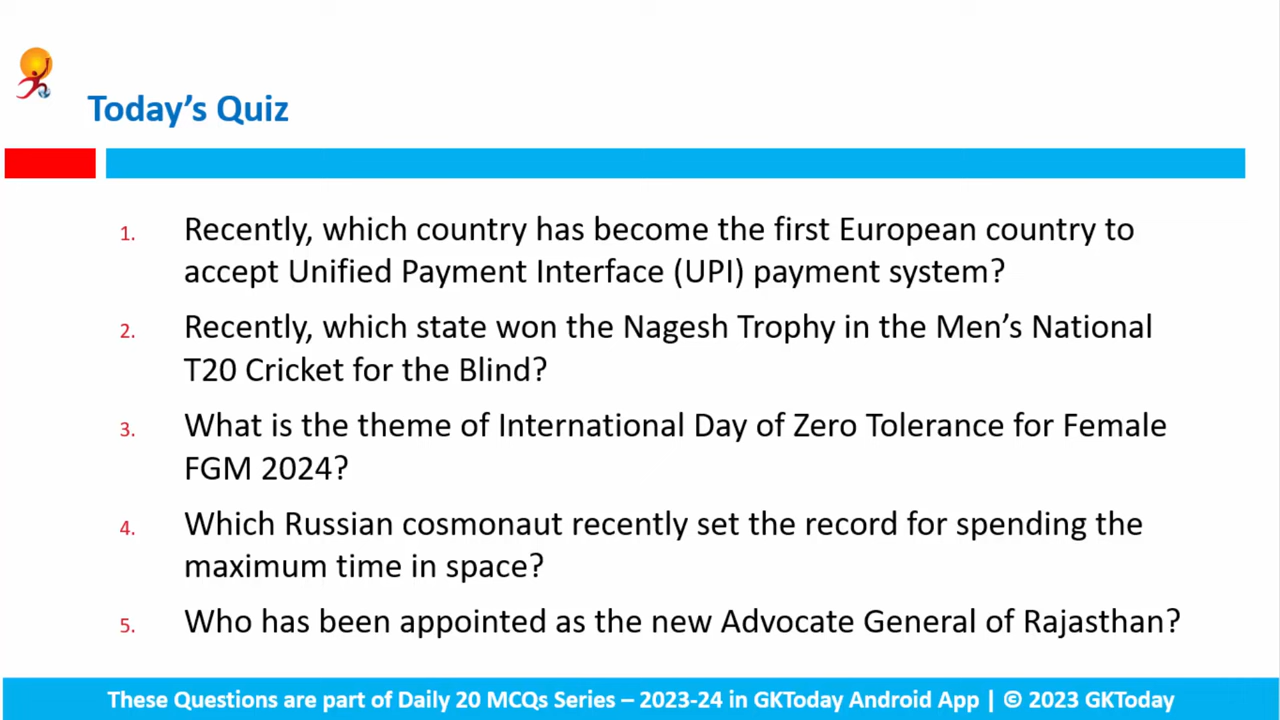 Today's Quiz
1. Recently, which country has become the first European country to
accept Unified Payment Interface (UPI) payment system?
2. Recently, which state won the Nagesh Trophy in the Men's National
T20 Cricket for the Blind?
3. What is the theme of International Day of Zero Tolerance for Female
FGM 2024?
4. Which Russian cosmonaut recently set the record for spending the
maximum time in space?
5. Who has been appointed as the new Advocate General of Rajasthan?
These Questions are part of Daily 20 MCQs Series – 2023-24 in GKToday Android App | © 2023 GKToday